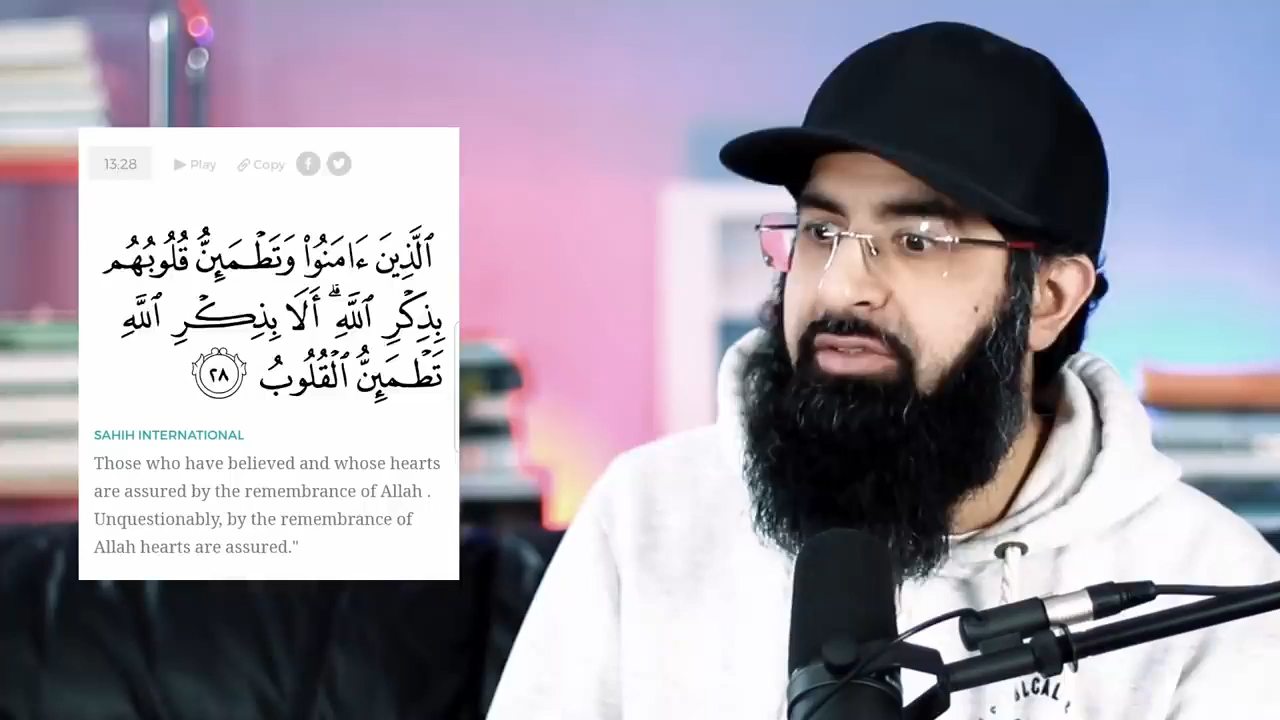 13.28 Play Copy
ٱلَّذِينَ ءَامَنُوا۟ وَتَطْمَئِنُّ قُلُوبُهُم
بِذِكْرِ ٱللَّهِ ۗ أَلَا بِذِكْرِ ٱللَّهِ
تَطْمَئِنُّ ٱلْقُلُوبُ ٢٨
SAHIH INTERNATIONAL
Those who have believed and whose hearts
are assured by the remembrance of Allah .
Unquestionably, by the remembrance of
Allah hearts are assured."